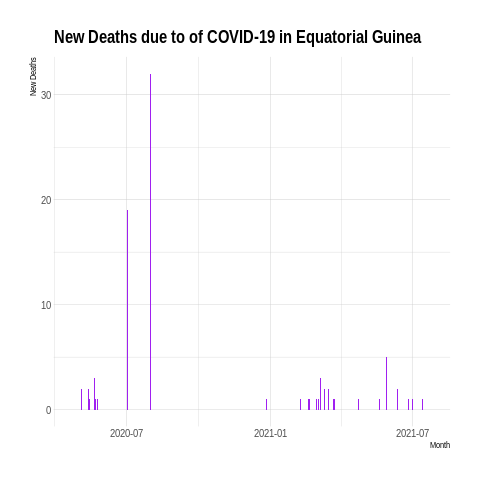 New Deaths due to of COVID-19 in Equatorial Guinea
New Deaths
30
20
10
0
2020-07 2021-01 2021-07
Month